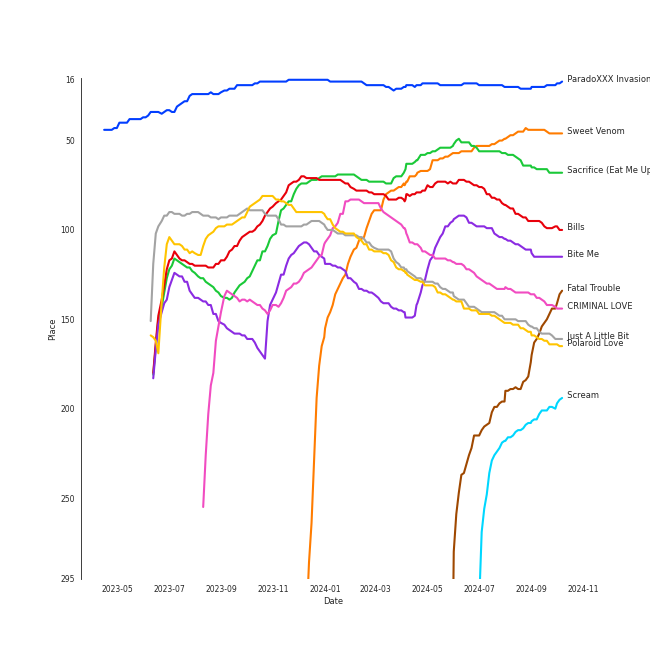 16
50
100
150
200
250
295
Place
2023-05
2023-07
2023-09
2023-11
2024-01
2024-03
2024-05
2024-07
2024-09
2024-11
Date
ParadoXXX Invasion
Sweet Venom
Sacrifice (Eat Me Up
Bills
Bite Me
Fatal Trouble
CRIMINAL LOVE
Just A Little Bit
Polaroid Love
Scream